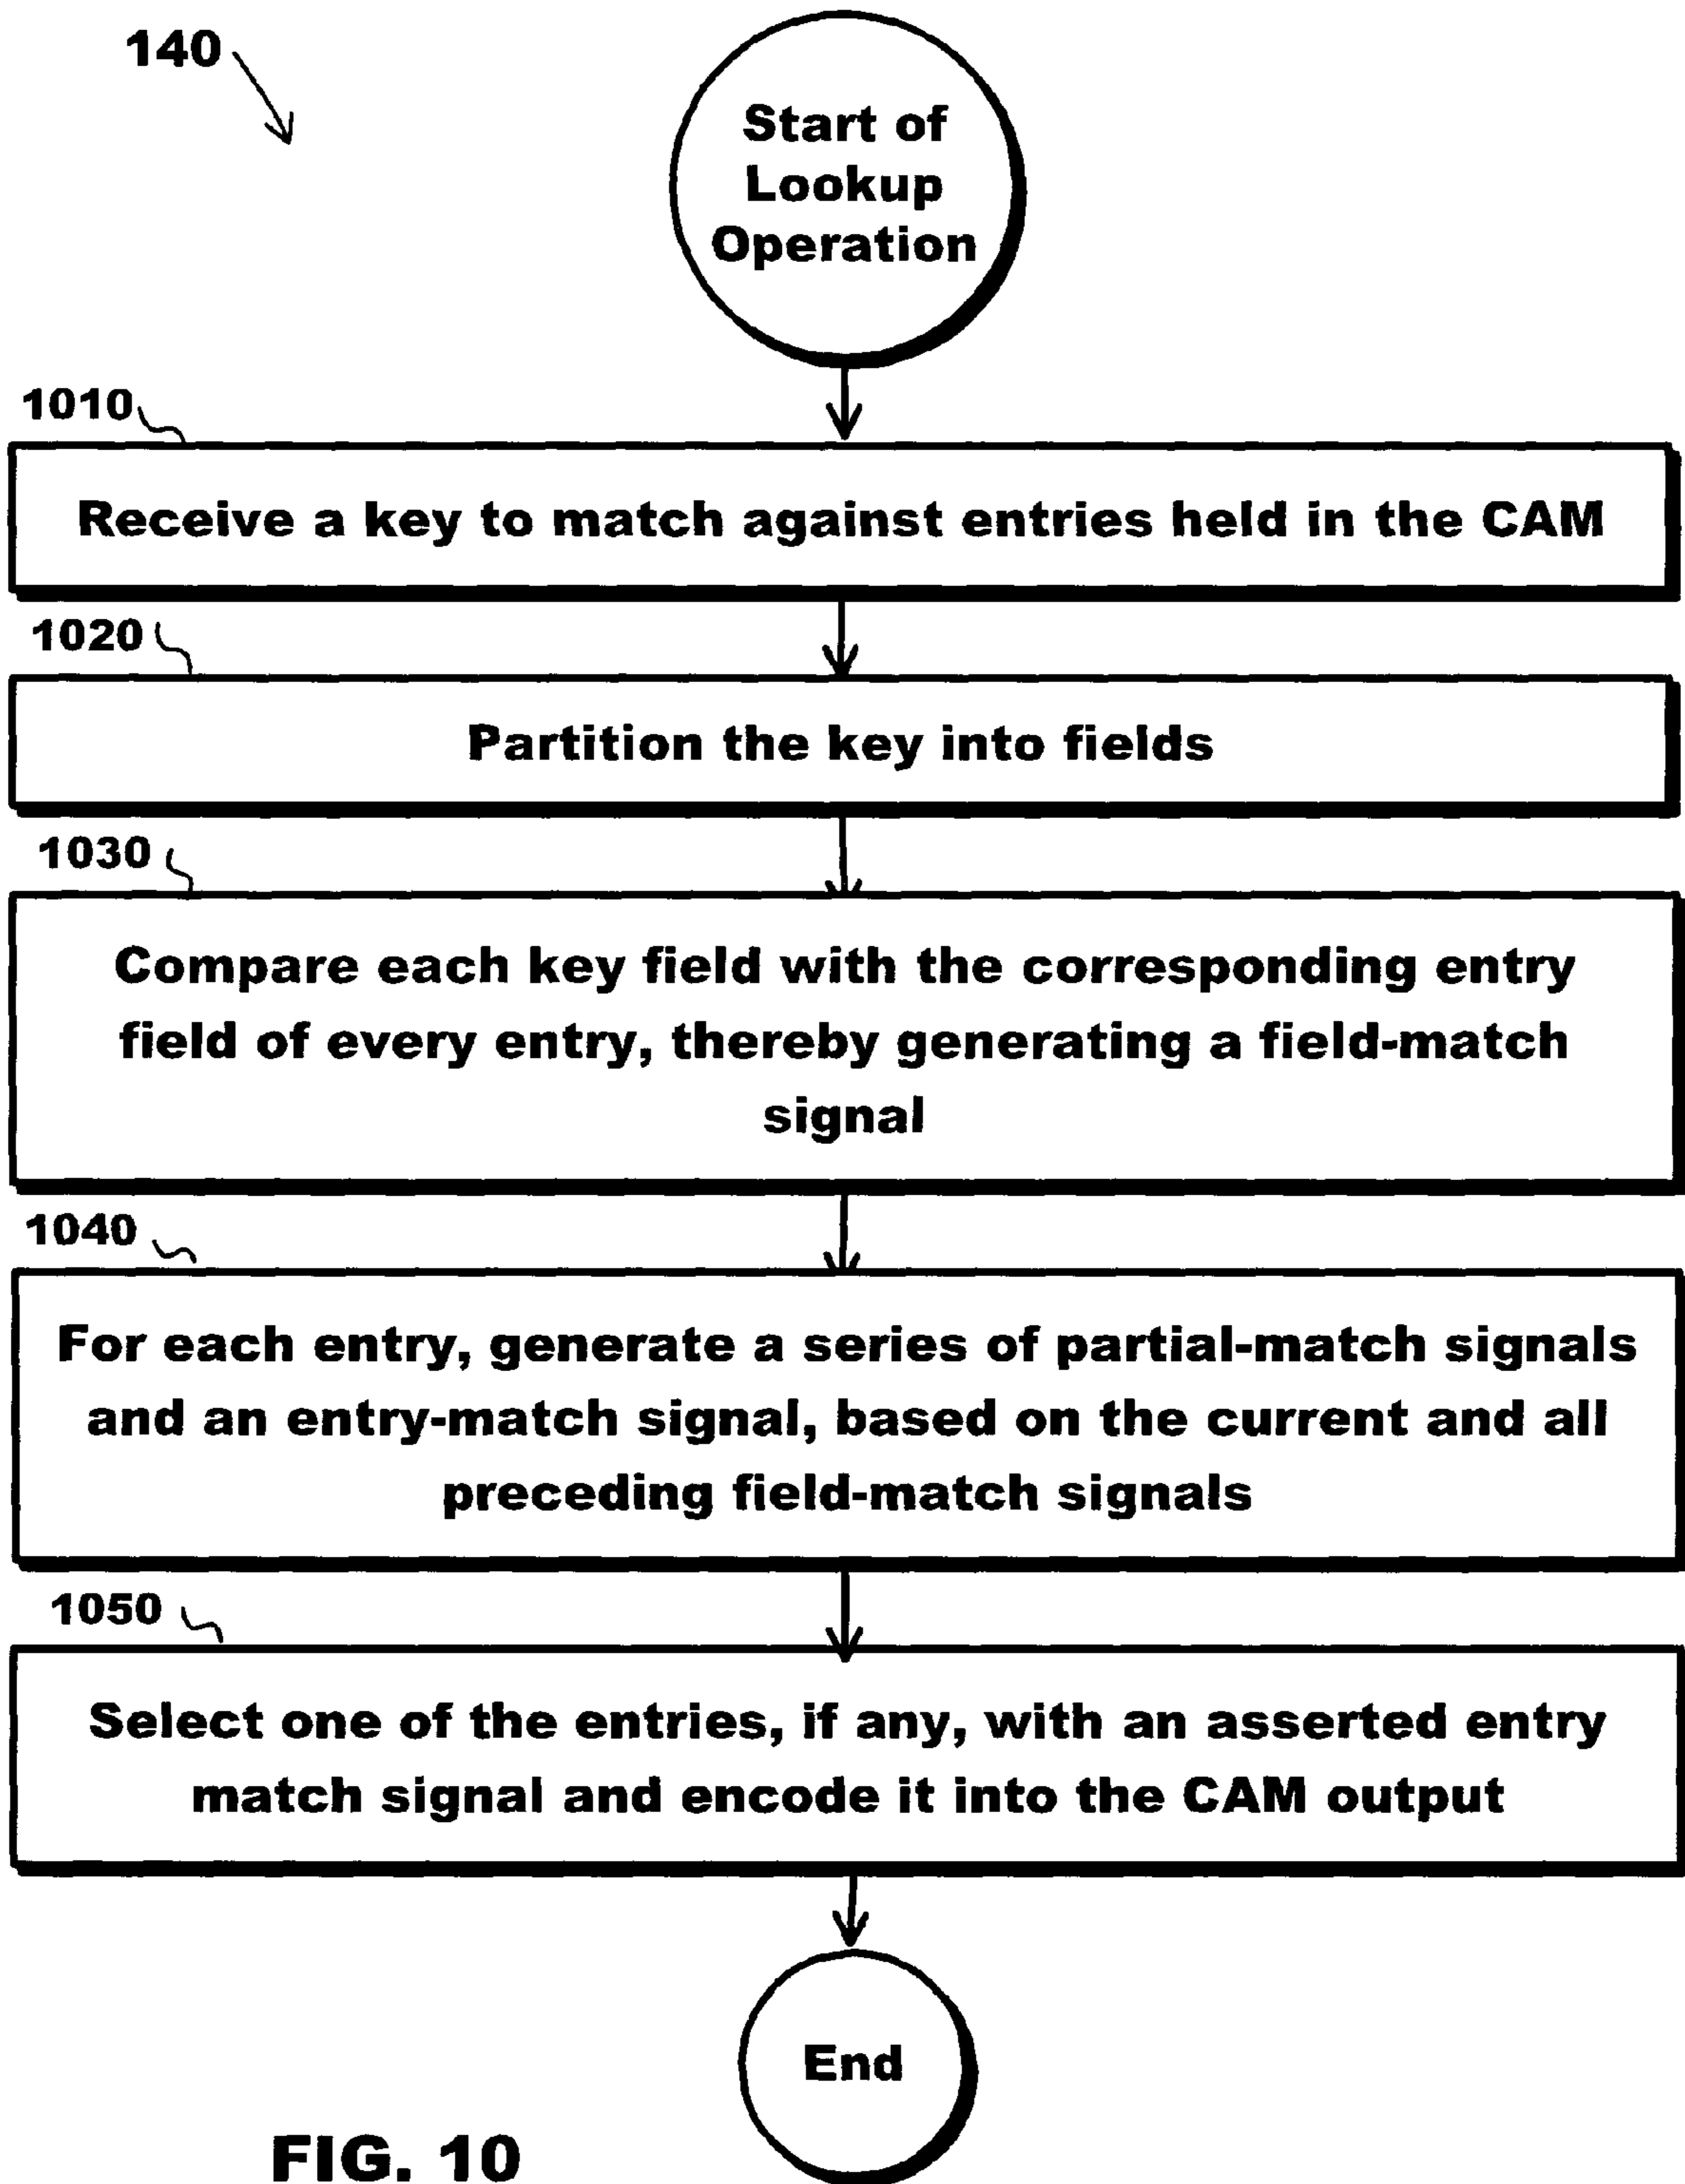 140
Start of
Lookup
Operation
1010
Receive a key to match against entries held in the CAM
1020
Partition the key into fields
1030
Compare each key field with the corresponding entry
field of every entry, thereby generating a field-match
signal
1040
For each entry, generate a series of partial-match signals
and an entry-match signal, based on the current and all
preceding field-match signals
1050
Select one of the entries, if any, with an asserted entry
match signal and encode it into the CAM output
End
FIG. 10